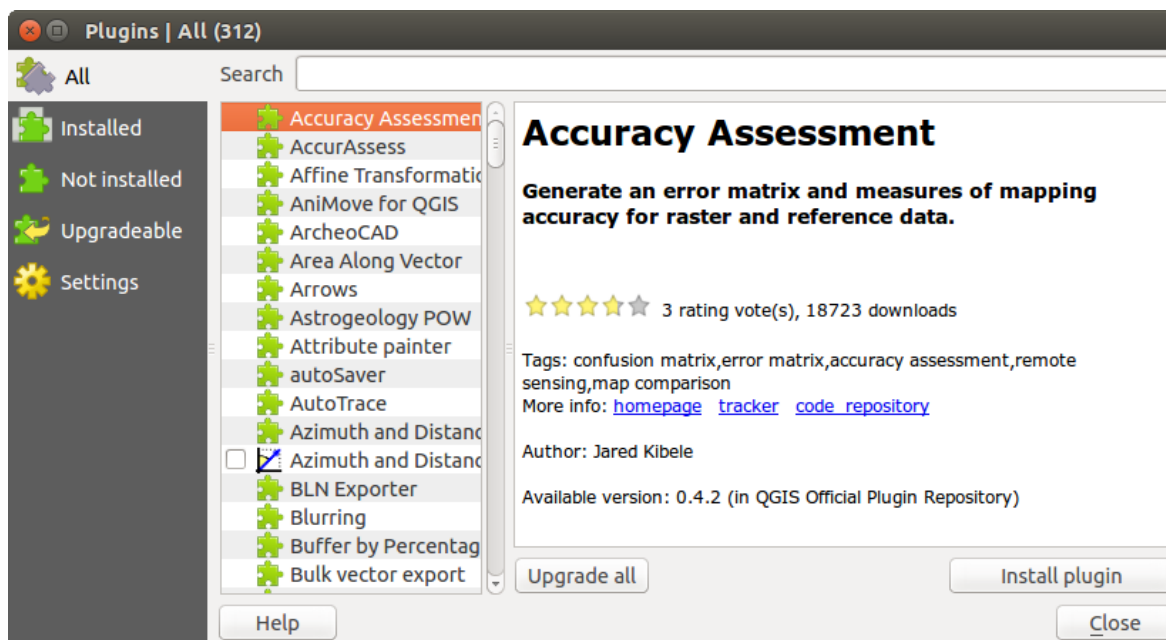 Plugins | All (312)
All
Installed
Not installed
Upgradeable
Settings
Search
Accuracy Assessmen
AccurAssess
Affine Transformatic
AniMove for QGIS
ArcheoCAD
Area Along Vector
Arrows
Astrogeology POW
Attribute painter
autoSaver
AutoTrace
Azimuth and Distanc
Azimuth and Distanc
BLN Exporter
Blurring
Buffer by Percentag
Bulk vector export
Accuracy Assessment
Generate an error matrix and measures of mapping
accuracy for raster and reference data.
3 rating vote(s), 18723 downloads
Tags: confusion matrix,error matrix,accuracy assessment,remote
sensing,map comparison
More info: homepage tracker code_repository
Author: Jared Kibele
Available version: 0.4.2 (in QGIS Official Plugin Repository)
Upgrade all
Install plugin
Help
Close